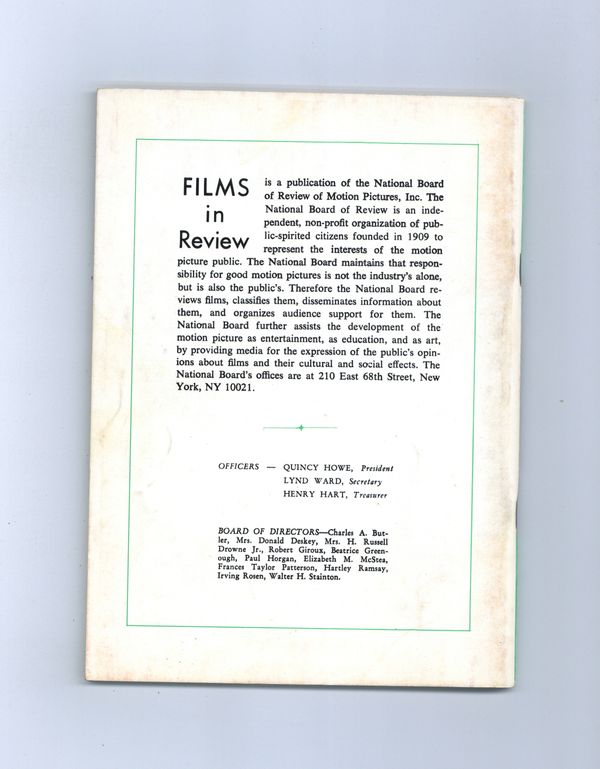 FILMS
in
Review
is a publication of the National Board
of Review of Motion Pictures, Inc. The
National Board of Review is an inde-
pendent, non-profit organization of pub-
lic-spirited citizens founded in 1909 to
represent the interests of the motion
picture public. The National Board maintains that respon-
sibility for good motion pictures is not the industry's alone,
but is also the public's. Therefore the National Board re-
views films, classifies them, disseminates information about
them, and organizes audience support for them. The
National Board further assists the development of the
motion picture as entertainment, as education, and as art,
by providing media for the expression of the public's opin-
ions about films and their cultural and social effects. The
National Board's offices are at 210 East 68th Street, New
York, NY 10021.
OFFICERS — QUINCY HOWE, President
LYND WARD, Secretary
HENRY HART, Treasurer
BOARD OF DIRECTORS—Charles A. But-
ler, Mrs. Donald Deskey, Mrs. H. Russell
Drowne Jr., Robert Giroux, Beatrice Green-
ough, Paul Horgan, Elizabeth M. McStea,
Frances Taylor Patterson, Hartley Ramsay,
Irving Rosen, Walter H. Stainton.